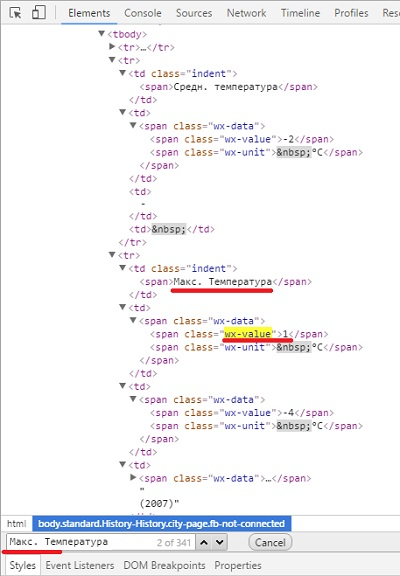 Elements Console Sources Network Timeline Profiles Resou
<tbody>
<tr>…</tr>
<tr>
<td class="indent">
<span>Средн. температура</span>
</td>
<td>
<span class="wx-data">
<span class="wx-value">-2</span>
<span class="wx-unit">&nbsp;°C</span>
</span>
</td>
<td>
-
</td>
<td>&nbsp;</td>
</tr>
<tr>
<td class="indent">
<span>Макс. Температура</span>
</td>
<td>
<span class="wx-data">
<span class="wx-value">1</span>
<span class="wx-unit">&nbsp;°C</span>
</span>
</td>
<td>
<span class="wx-data">
<span class="wx-value">-4</span>
<span class="wx-unit">&nbsp;°C</span>
</span>
</td>
<td>
<span class="wx-data">…</span>
"
(2007)"
html body.standard.History-History.city-page.fb-not-connected
Макс. Температура 2 of 341 Cancel
Styles Event Listeners DOM Breakpoints Properties